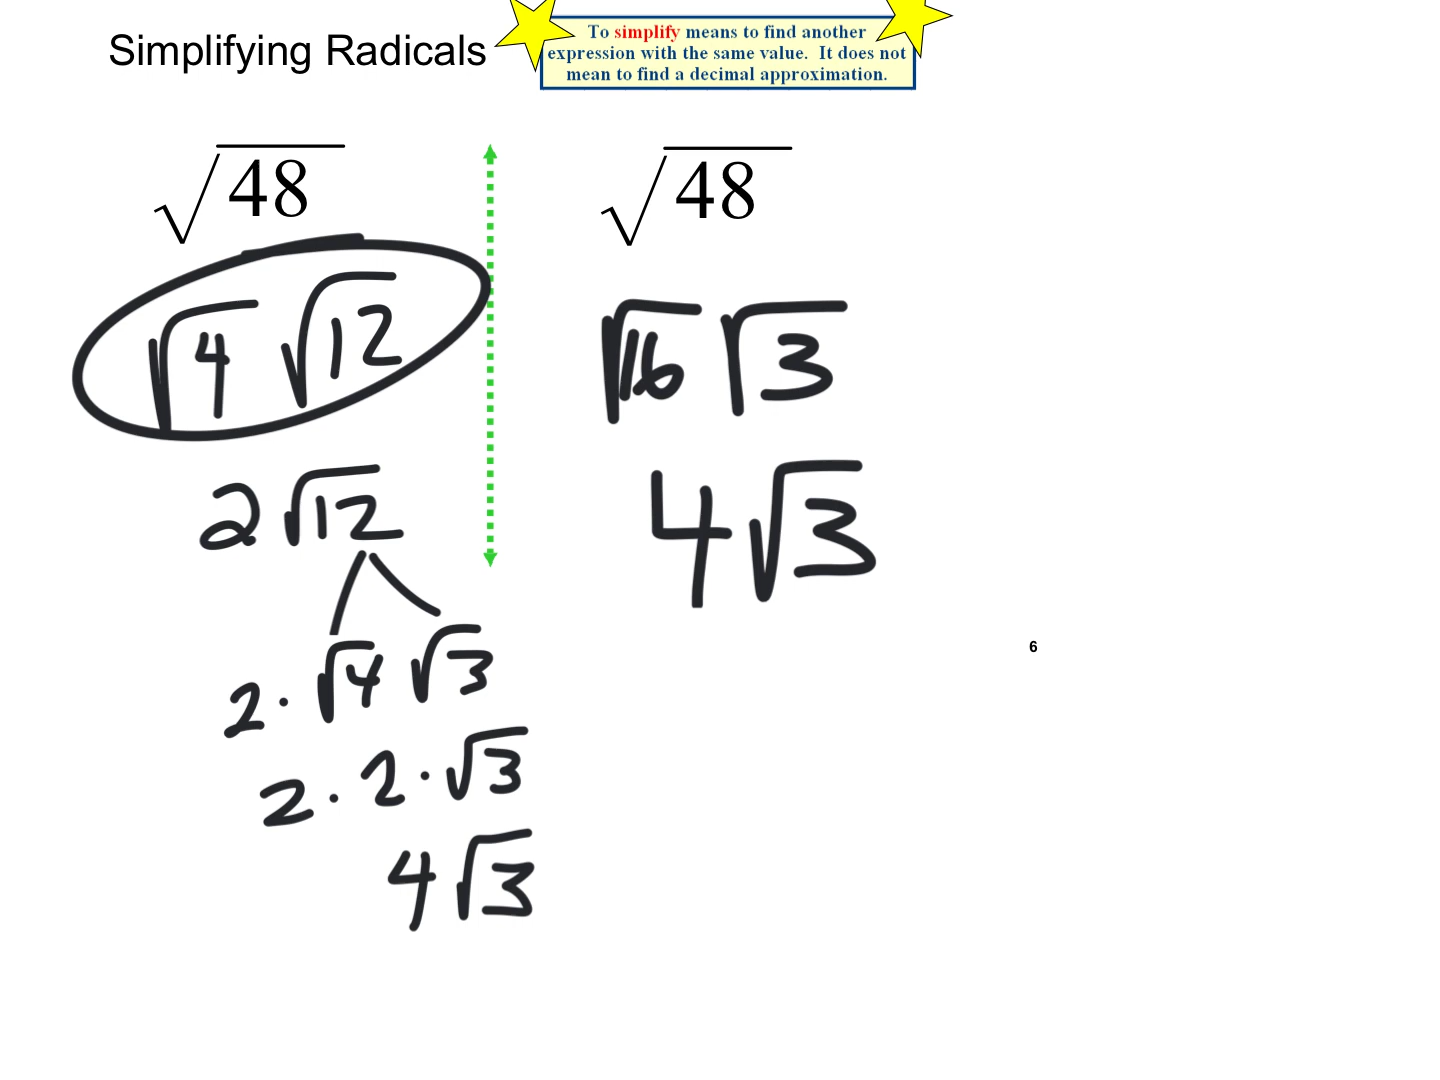 Simplifying Radicals
To simplify means to find another
expression with the same value. It does not
mean to find a decimal approximation.
√48
√4 √12
2√12
2·√4 √3
2·2·√3
4√3
√48
√16 √3
4√3
6